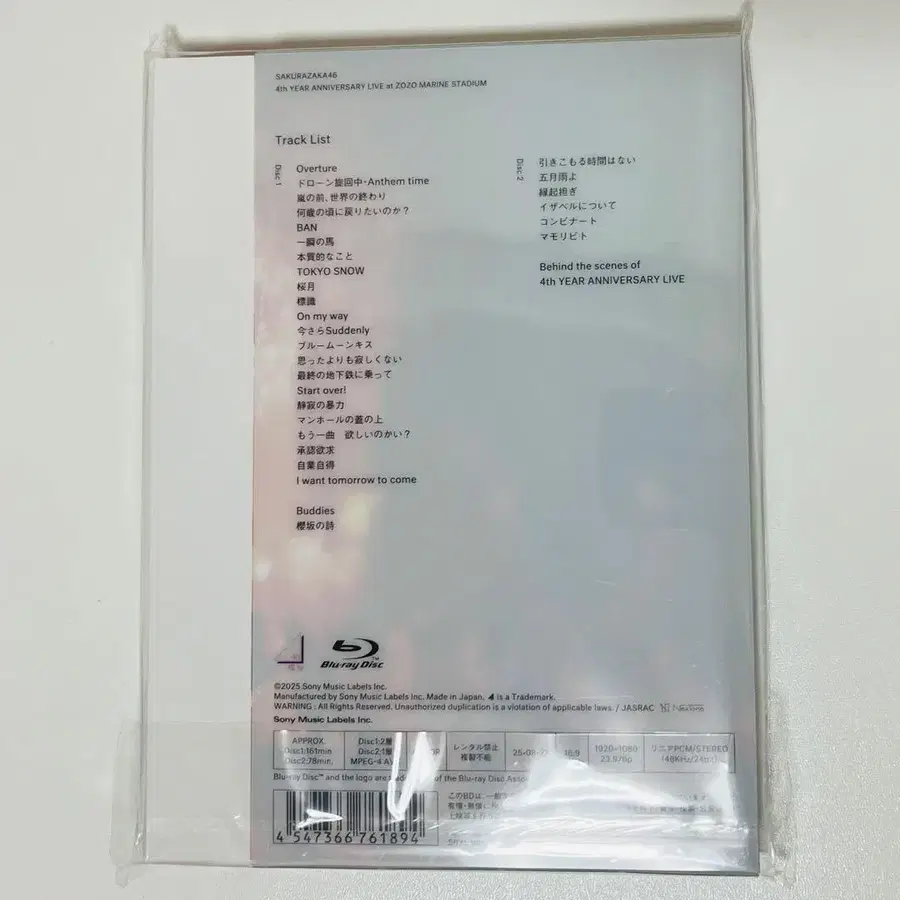 SAKURAZAKA46
4th YEAR ANNIVERSARY LIVE at ZOZO MARINE STADIUM
Track List
Disc 1
Overture
ドローン旋回中・Anthem time
嵐の前、世界の終わり
何歳の頃に戻りたいのか？
BAN
一瞬の馬
本質的なこと
TOKYO SNOW
桜月
標識
On my way
今さらSuddenly
ブルームーンキス
思ったよりも寂しくない
最終の地下鉄に乗って
Start over!
静寂の暴力
マンホールの蓋の上
もう一曲　欲しいのかい？
承認欲求
自業自得
I want tomorrow to come
Buddies
櫻坂の詩
Disc 2
引きこもる時間はない
五月雨よ
縁起担ぎ
イザベルについて
コンビナート
マモリビト
Behind the scenes of
4th YEAR ANNIVERSARY LIVE
Blu-ray Disc™
©2025 Sony Music Labels Inc.
Manufactured by Sony Music Labels Inc. Made in Japan. is a Trademark.
WARNING : All Rights Reserved. Unauthorized duplication is a violation of applicable laws. / JASRAC
Sony Music Labels Inc.
APPROX.
Disc1:161min
Disc2:78min.
Disc1:2層
Disc2:1層
MPEG-4
レンタル禁止
複製不能
16:9
1920×1080
23.976p
リニアPCM/STEREO
Blu-ray Disc™ and the logo are of the Blu-ray Disc
このBDは、
4 547366 761894